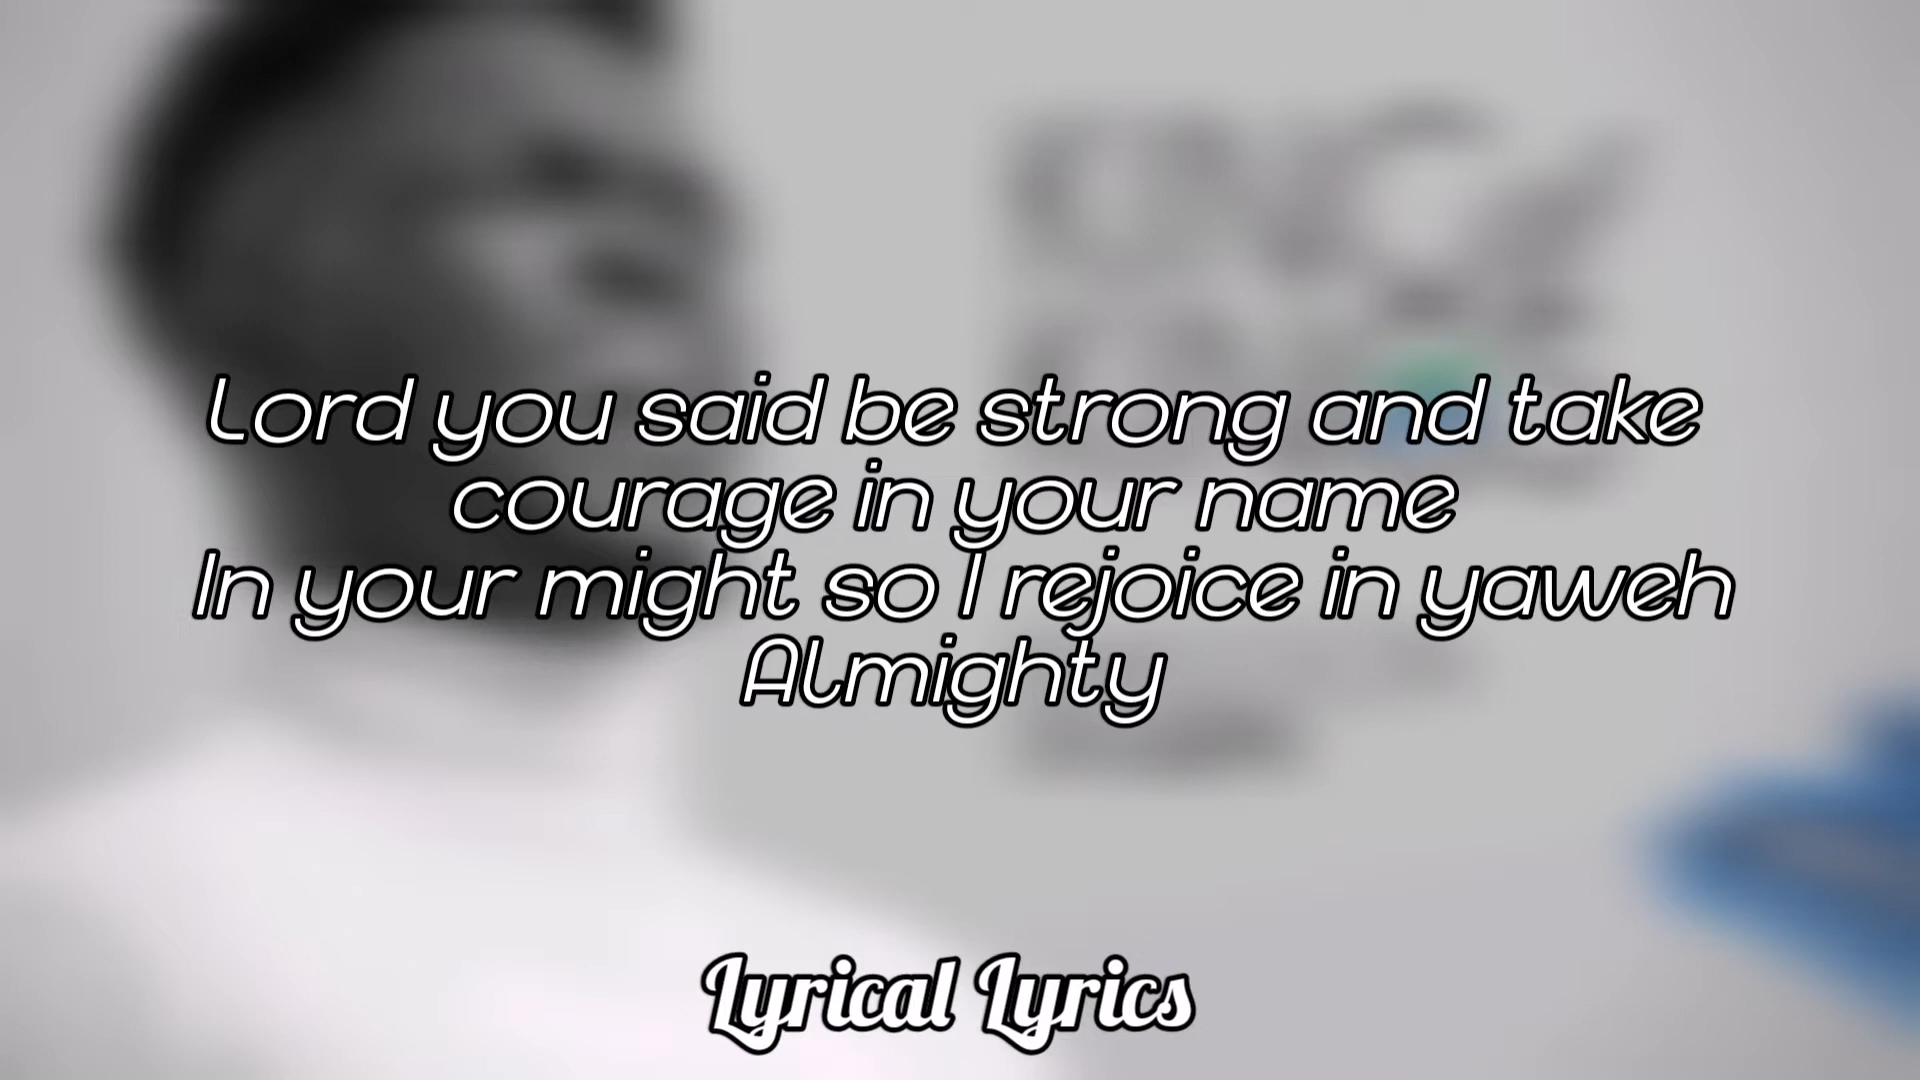 Lord you said be strong and take
courage in your name
In your might so I rejoice in yaweh
Almighty
Lyrical Lyrics